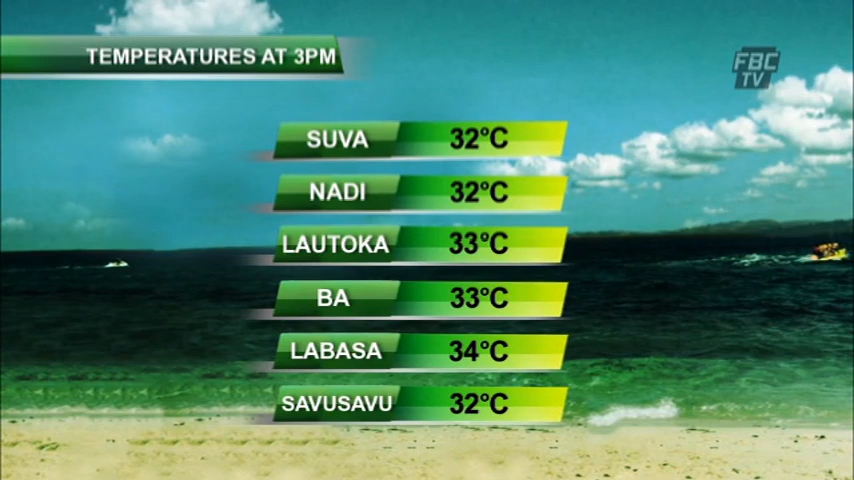 TEMPERATURES AT 3PM
FBC
TV
SUVA 32°C
NADI 32°C
LAUTOKA 33°C
BA 33°C
LABASA 34°C
SAVUSAVU 32°C